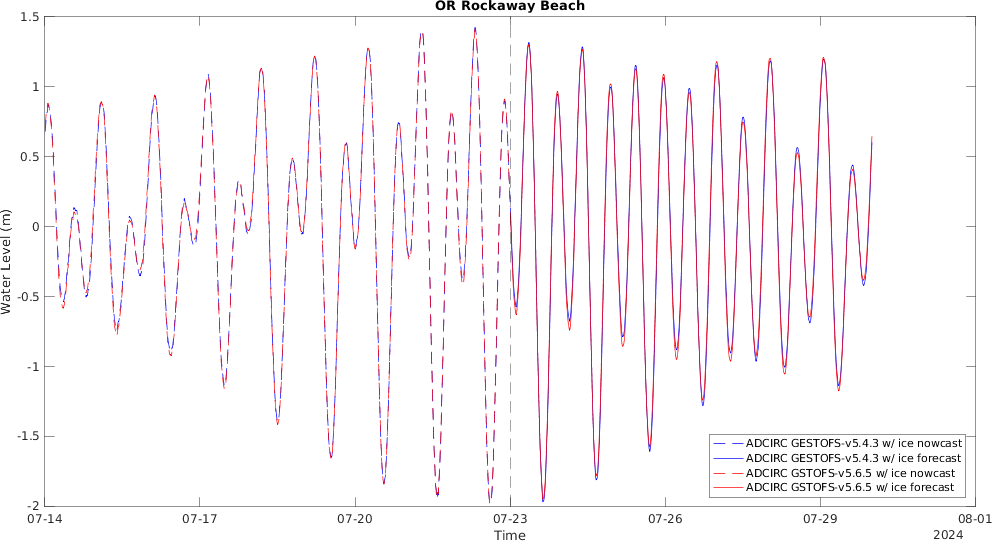 OR Rockaway Beach
1.5
1
0.5
0
-0.5
-1
-1.5
-2
Water Level (m)
07-14
07-17
07-20
07-23
07-26
07-29
08-01
Time
2024
ADCIRC GESTOFS-v5.4.3 w/ ice nowcast
ADCIRC GESTOFS-v5.4.3 w/ ice forecast
ADCIRC GSTOFS-v5.6.5 w/ ice nowcast
ADCIRC GSTOFS-v5.6.5 w/ ice forecast